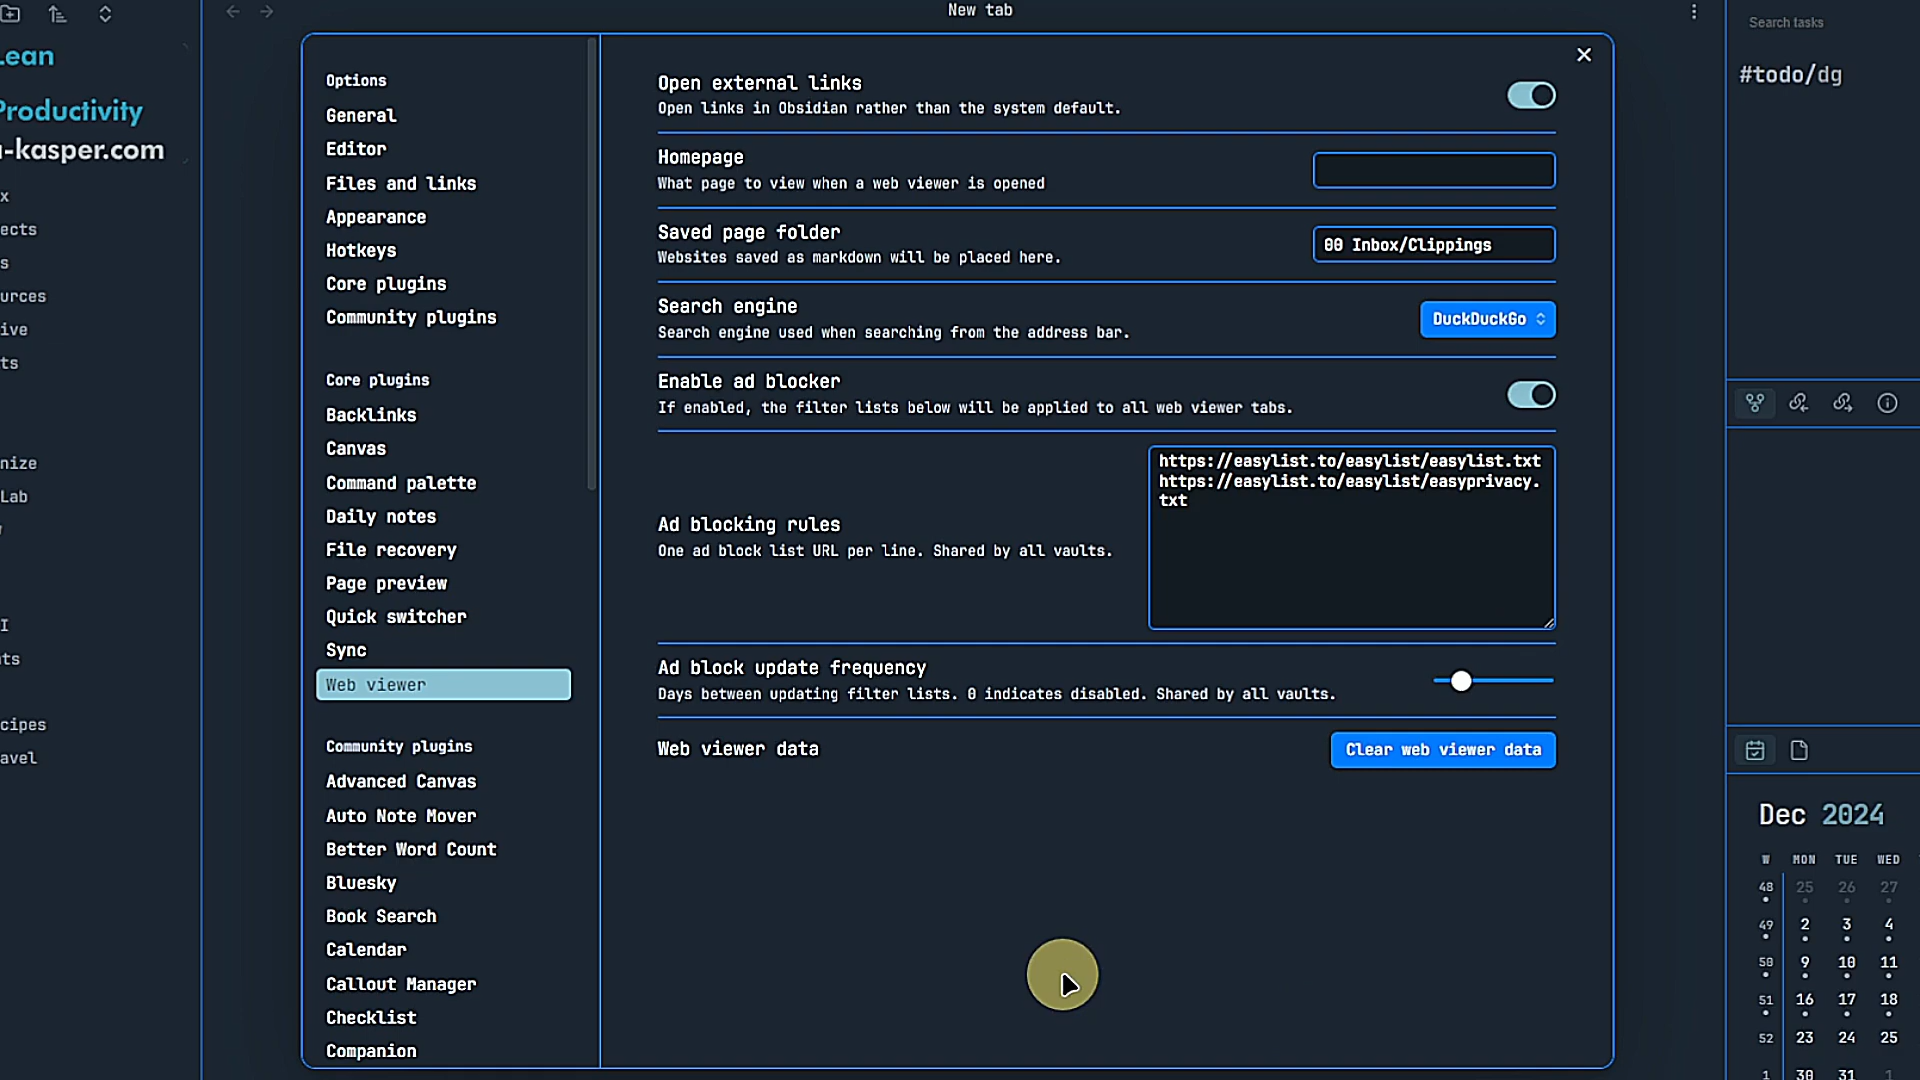 New tab
Search tasks
#todo/dg
Lean
Productivity
-kasper.com
x
ects
s
urces
ive
ts
nize
Lab
I
ts
cipes
avel
Options
General
Editor
Files and links
Appearance
Hotkeys
Core plugins
Community plugins
Core plugins
Backlinks
Canvas
Command palette
Daily notes
File recovery
Page preview
Quick switcher
Sync
Web viewer
Community plugins
Advanced Canvas
Auto Note Mover
Better Word Count
Bluesky
Book Search
Calendar
Callout Manager
Checklist
Companion
Open external links
Open links in Obsidian rather than the system default.
Homepage
What page to view when a web viewer is opened
Saved page folder
Websites saved as markdown will be placed here.
00 Inbox/Clippings
Search engine
Search engine used when searching from the address bar.
DuckDuckGo
Enable ad blocker
If enabled, the filter lists below will be applied to all web viewer tabs.
Ad blocking rules
One ad block list URL per line. Shared by all vaults.
https://easylist.to/easylist/easylist.txt
https://easylist.to/easylist/easyprivacy.
txt
Ad block update frequency
Days between updating filter lists. 0 indicates disabled. Shared by all vaults.
Web viewer data
Clear web viewer data
Dec 2024
W MON TUE WED
48 25 26 27
49 2 3 4
50 9 10 11
51 16 17 18
52 23 24 25
1 30 31 1